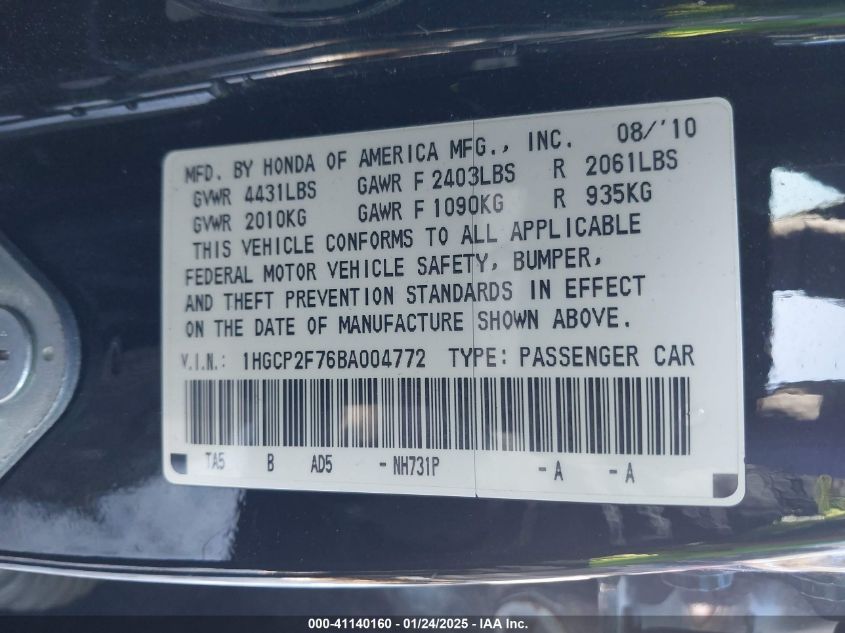 MFD. BY HONDA OF AMERICA MFG., INC. 08/'10
GVWR 4431LBS GAWR F 2403LBS R 2061LBS
GVWR 2010KG GAWR F 1090KG R 935KG
THIS VEHICLE CONFORMS TO ALL APPLICABLE
FEDERAL MOTOR VEHICLE SAFETY, BUMPER,
AND THEFT PREVENTION STANDARDS IN EFFECT
ON THE DATE OF MANUFACTURE SHOWN ABOVE.
V.I.N.: 1HGCP2F76BA004772 TYPE: PASSENGER CAR
TA5 B AD5 -NH731P -A -A
000-41140160 — 01/24/2025 — IAA Inc.